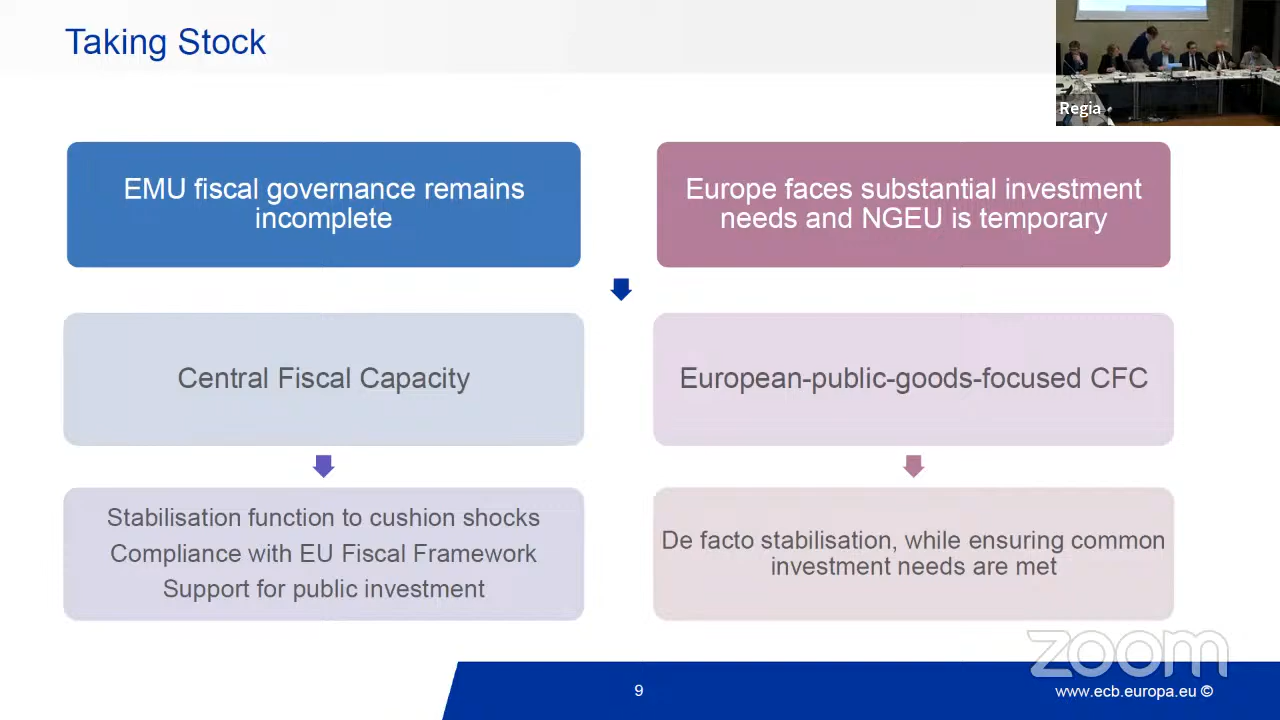 Taking Stock
Regia
EMU fiscal governance remains
incomplete
Europe faces substantial investment
needs and NGEU is temporary
Central Fiscal Capacity
European-public-goods-focused CFC
Stabilisation function to cushion shocks
Compliance with EU Fiscal Framework
Support for public investment
De facto stabilisation, while ensuring common
investment needs are met
zoom
9
www.ecb.europa.eu ©